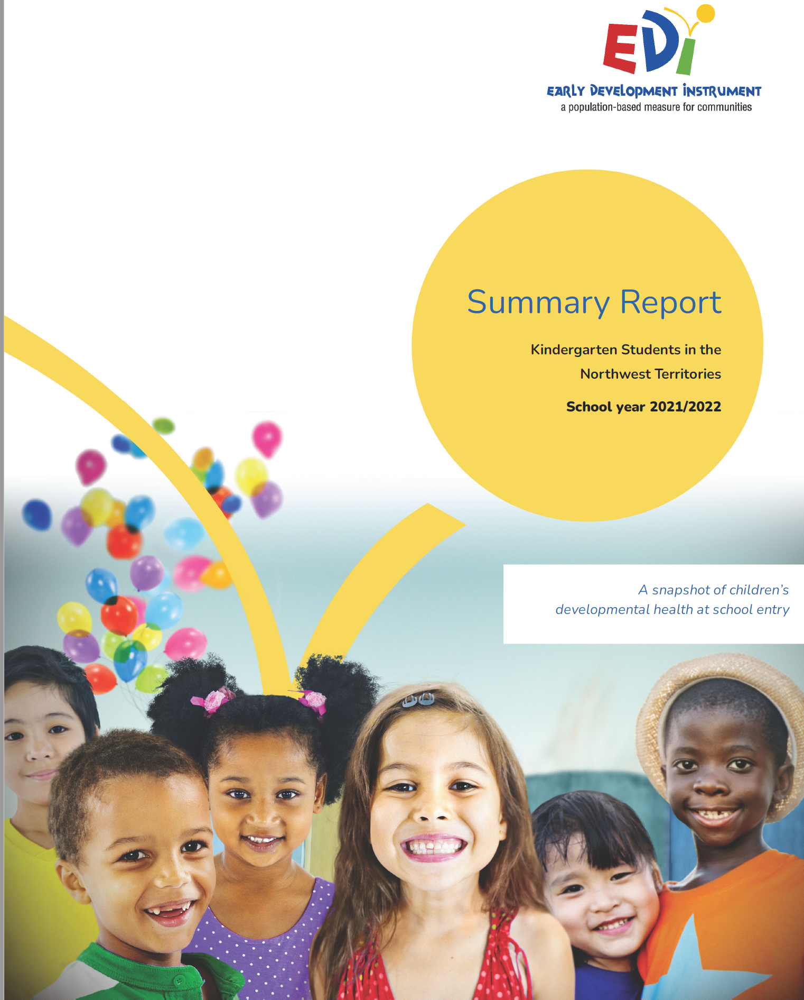 EDi
EARLY DEVELOPMENT INSTRUMENT
a population-based measure for communities
Summary Report
Kindergarten Students in the
Northwest Territories
School year 2021/2022
A snapshot of children's
developmental health at school entry